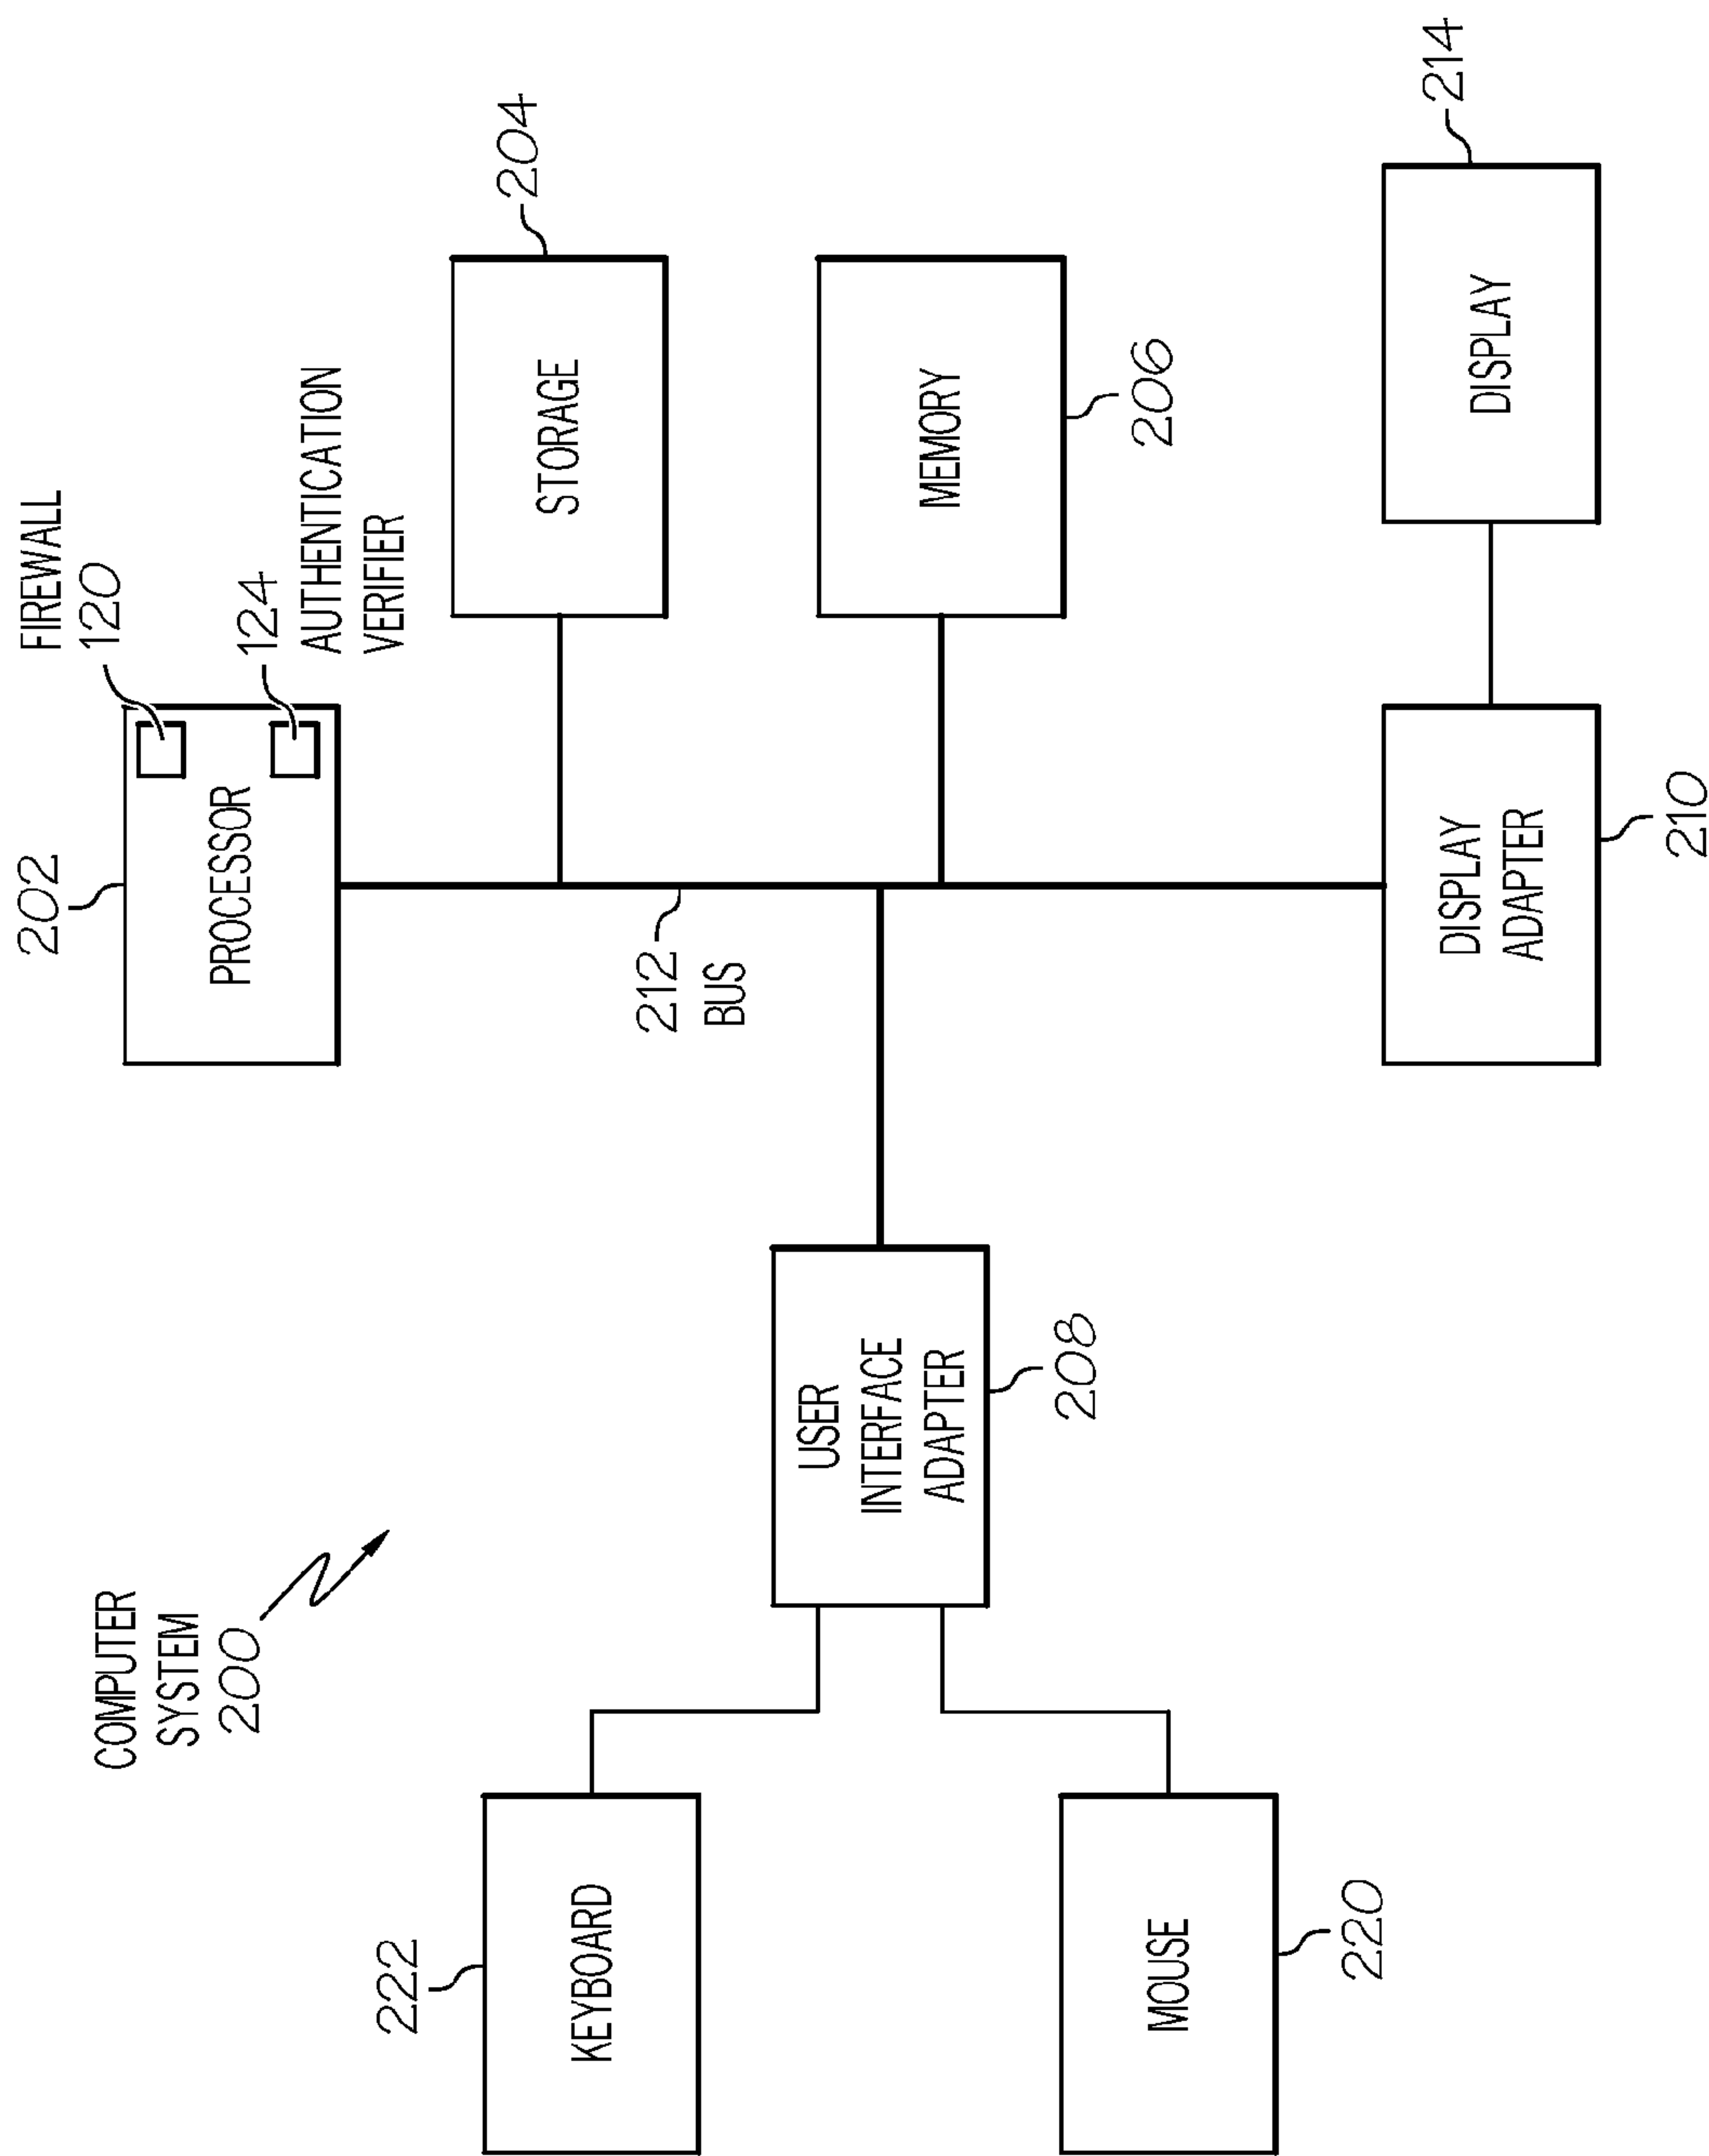 COMPUTER
SYSTEM
200
222
KEYBOARD
MOUSE
220
USER
INTERFACE
ADAPTER
208
202
PROCESSOR
FIREWALL
120
124
AUTHENTICATION
VERIFIER
212
BUS
STORAGE
204
MEMORY
206
DISPLAY
ADAPTER
210
DISPLAY
214